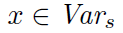 x ∈ Var_s